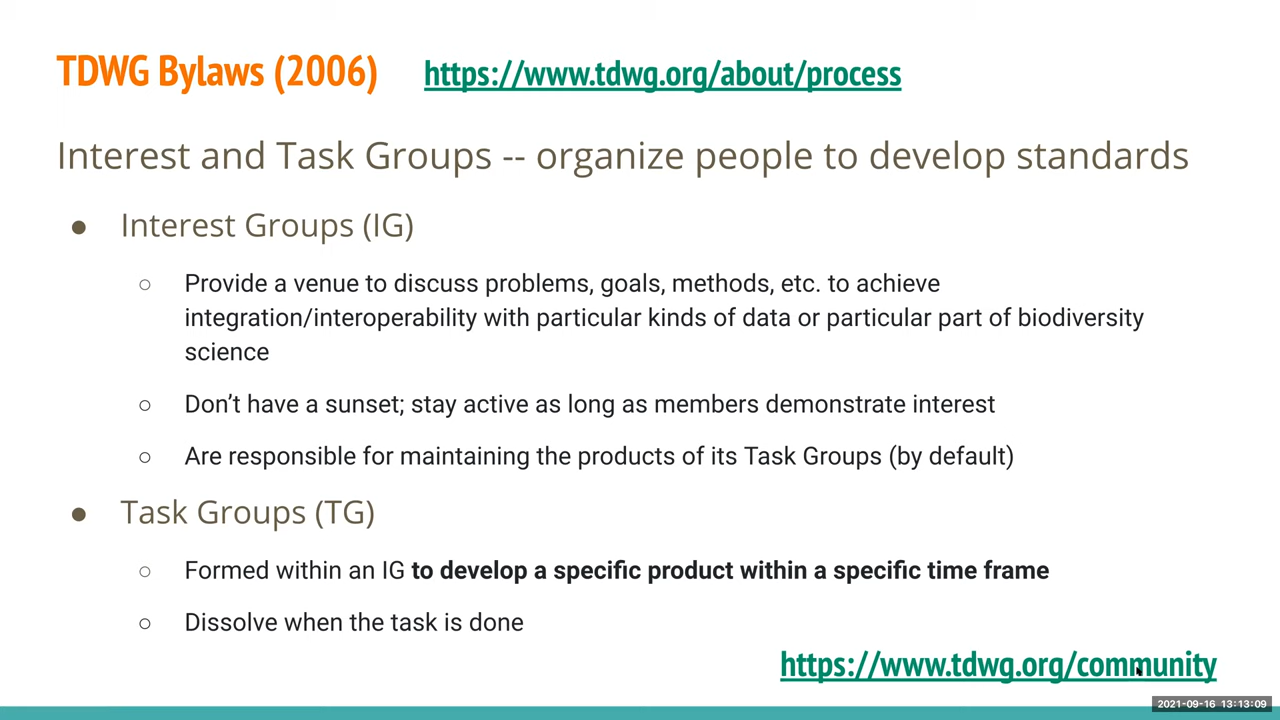 TDWG Bylaws (2006) https://www.tdwg.org/about/process
Interest and Task Groups -- organize people to develop standards
● Interest Groups (IG)
○ Provide a venue to discuss problems, goals, methods, etc. to achieve
integration/interoperability with particular kinds of data or particular part of biodiversity
science
○ Don’t have a sunset; stay active as long as members demonstrate interest
○ Are responsible for maintaining the products of its Task Groups (by default)
● Task Groups (TG)
○ Formed within an IG to develop a specific product within a specific time frame
○ Dissolve when the task is done
https://www.tdwg.org/community
2021-09-16 13:13:09